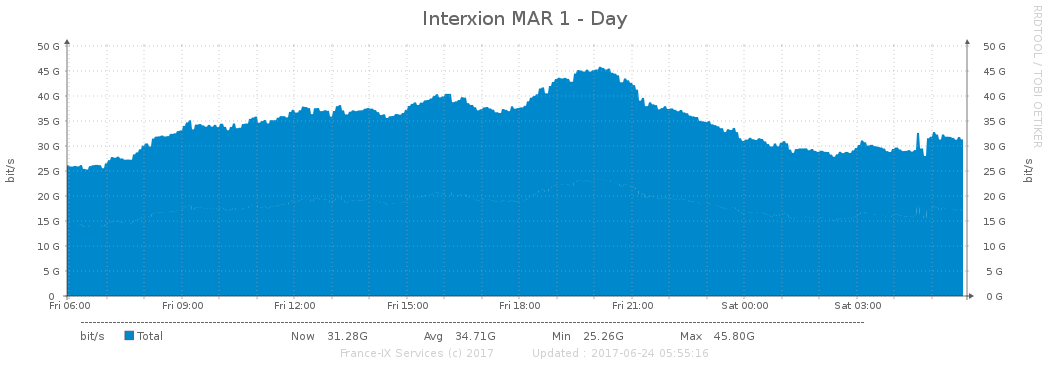 Interxion MAR 1 - Day
RRDTOOL / TOBI OETIKER
50 G 50 G
45 G 45 G
40 G 40 G
35 G 35 G
30 G 30 G
25 G 25 G
20 G 20 G
15 G 15 G
10 G 10 G
5 G 5 G
0 0 G
bit/s bit/s
Fri 06:00 Fri 09:00 Fri 12:00 Fri 15:00 Fri 18:00 Fri 21:00 Sat 00:00 Sat 03:00
bit/s Total Now 31.28G Avg 34.71G Min 25.26G Max 45.80G
France-IX Services (c) 2017 Updated : 2017-06-24 05:55:16